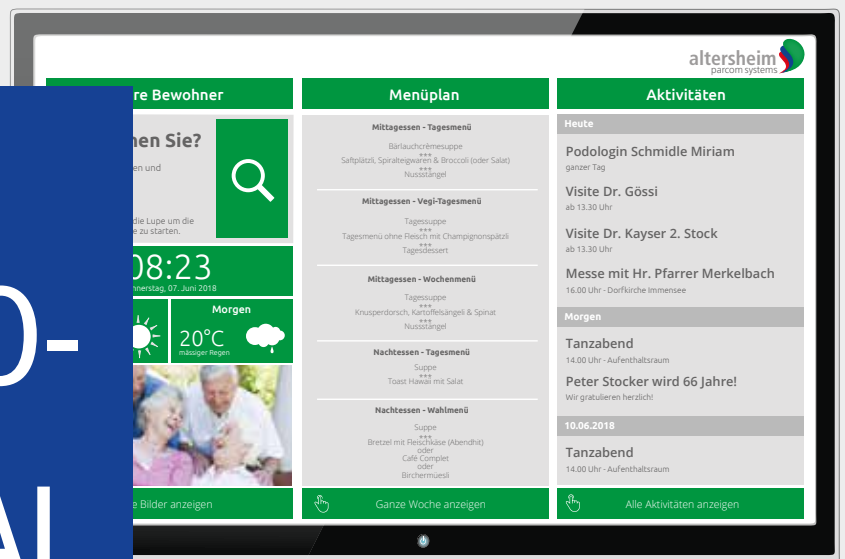 altersheim
parcom systems
re Bewohner
en Sie?
en und
die Lupe um die
e zu starten.
08:23
nnerstag, 07. Juni 2018
Morgen
20°C
mässiger Regen
e Bilder anzeigen
Menüplan
Mittagessen - Tagesmenü
Bärlauchcrèmesuppe
***
Saftplätzli, Spiralteigwaren & Broccoli (oder Salat)
***
Nussstängel
Mittagessen - Vegi-Tagesmenü
Tagessuppe
***
Tagesmenü ohne Fleisch mit Champignonspätzli
***
Tagesdessert
Mittagessen - Wochenmenü
Tagessuppe
***
Knusperdorsch, Kartoffelsängeli & Spinat
***
Nussstängel
Nachtessen - Tagesmenü
Suppe
***
Toast Hawaii mit Salat
Nachtessen - Wahlmenü
Suppe
***
Bretzel mit Fleischkäse (Abendhit)
oder
Café Complet
oder
Birchermüesli
Ganze Woche anzeigen
Aktivitäten
Heute
Podologin Schmidle Miriam
ganzer Tag
Visite Dr. Gössi
ab 13.30 Uhr
Visite Dr. Kayser 2. Stock
ab 13.30 Uhr
Messe mit Hr. Pfarrer Merkelbach
16.00 Uhr - Dorfkirche Immensee
Morgen
Tanzabend
14.00 Uhr - Aufenthaltsraum
Peter Stocker wird 66 Jahre!
Wir gratulieren herzlich!
10.06.2018
Tanzabend
14.00 Uhr - Aufenthaltsraum
Alle Aktivitäten anzeigen